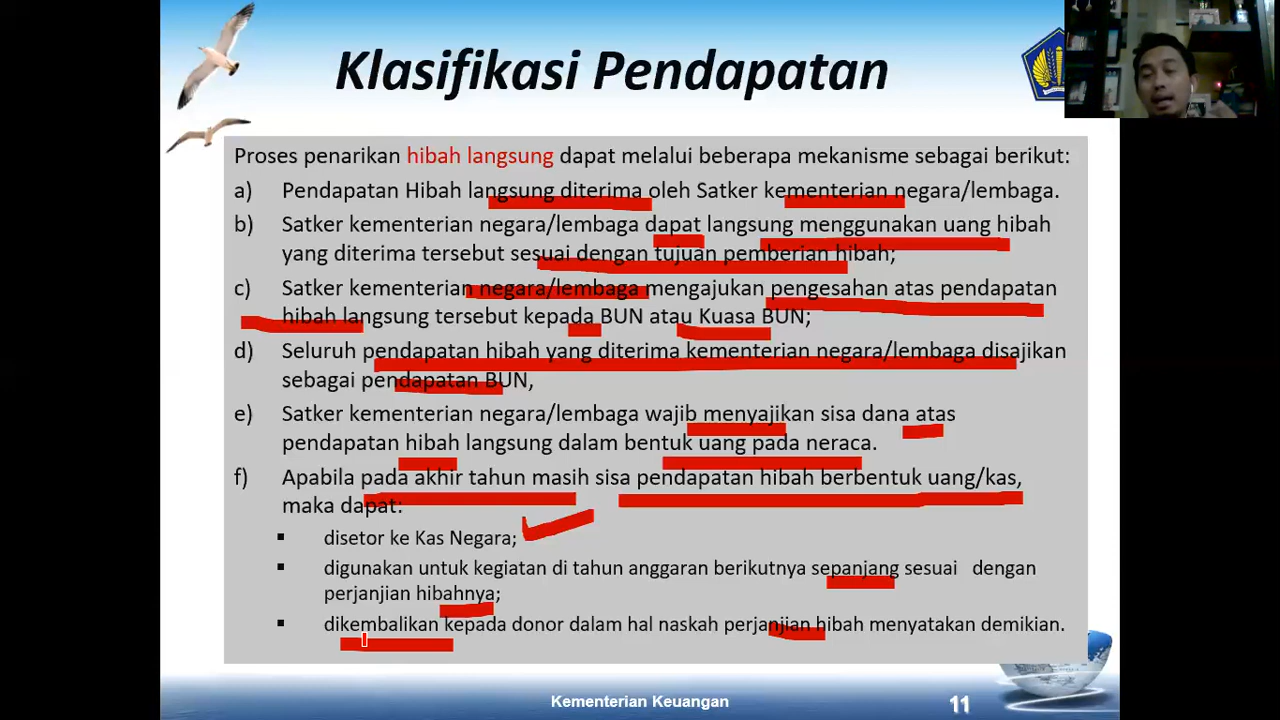 Klasifikasi Pendapatan
Proses penarikan hibah langsung dapat melalui beberapa mekanisme sebagai berikut:
a) Pendapatan Hibah langsung diterima oleh Satker kementerian negara/lembaga.
b) Satker kementerian negara/lembaga dapat langsung menggunakan uang hibah
yang diterima tersebut sesuai dengan tujuan pemberian hibah;
c) Satker kementerian negara/lembaga mengajukan pengesahan atas pendapatan
hibah langsung tersebut kepada BUN atau Kuasa BUN;
d) Seluruh pendapatan hibah yang diterima kementerian negara/lembaga disajikan
sebagai pendapatan BUN,
e) Satker kementerian negara/lembaga wajib menyajikan sisa dana atas
pendapatan hibah langsung dalam bentuk uang pada neraca.
f) Apabila pada akhir tahun masih sisa pendapatan hibah berbentuk uang/kas,
maka dapat:
▪ disetor ke Kas Negara;
▪ digunakan untuk kegiatan di tahun anggaran berikutnya sepanjang sesuai dengan
perjanjian hibahnya;
▪ dikembalikan kepada donor dalam hal naskah perjanjian hibah menyatakan demikian.
Kementerian Keuangan
11